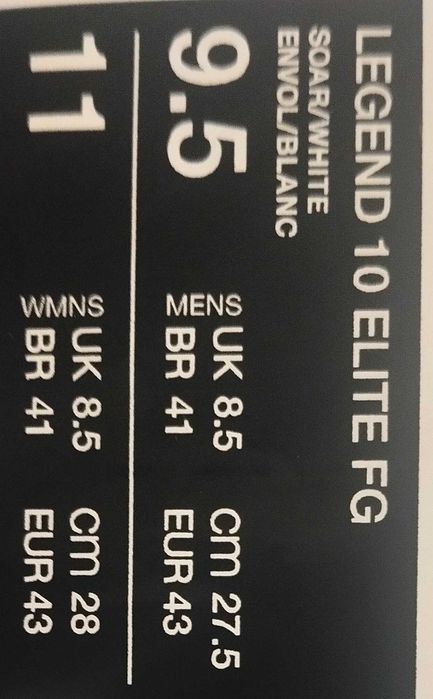 LEGEND 10 ELITE FG
SOAR/WHITE
ENVOL/BLANC
9.5 MENS UK 8.5 cm 27.5
BR 41 EUR 43
11 WMNS UK 8.5 cm 28
BR 41 EUR 43